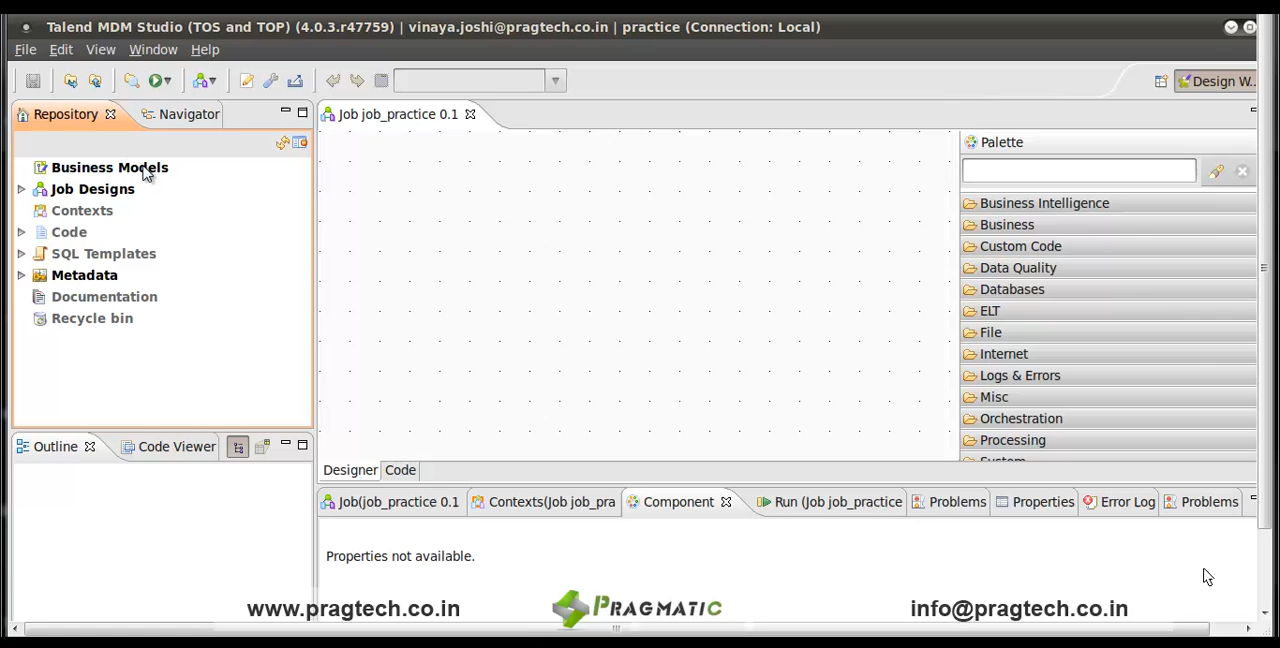 Talend MDM Studio (TOS and TOP) (4.0.3.r47759) | vinaya.joshi@pragtech.co.in | practice (Connection: Local)
File Edit View Window Help
Design W..
Repository Navigator
Job job_practice 0.1
Palette
Business Models
Job Designs
Contexts
Code
SQL Templates
Metadata
Documentation
Recycle bin
Business Intelligence
Business
Custom Code
Data Quality
Databases
ELT
File
Internet
Logs & Errors
Misc
Orchestration
Processing
System
Outline Code Viewer
Designer Code
Job(job_practice 0.1 Contexts(Job job_pra Component Run (Job job_practice Problems Properties Error Log Problems
Properties not available.
www.pragtech.co.in PRAGMATIC info@pragtech.co.in